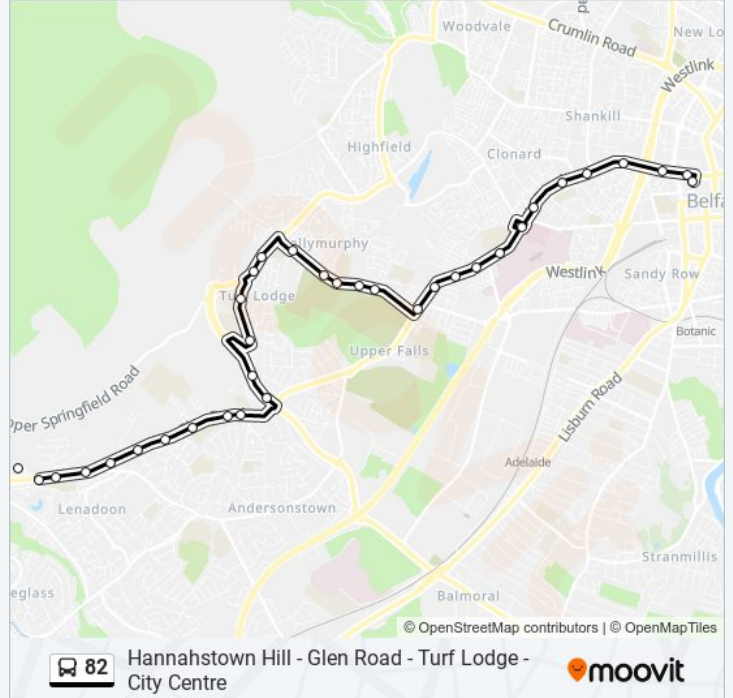 Woodvale
Crumlin Road
New Lo
Westlink
Shankill
Highfield
Clonard
Belfa
llymurphy
Westlink
Sandy Row
Turf Lodge
Botanic
Upper Falls
pper Springfield Road
Lisburn Road
Adelaide
Lenadoon
Andersonstown
Stranmillis
eglass
Balmoral
© OpenStreetMap contributors | © OpenMapTiles
82 Hannahstown Hill - Glen Road - Turf Lodge -
City Centre
moovit